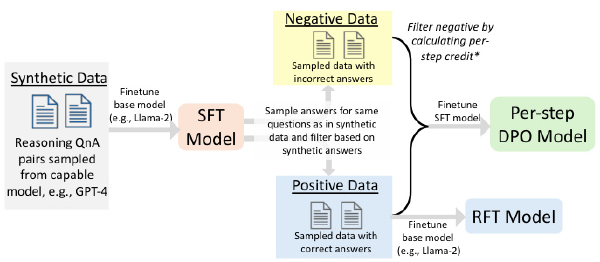 Synthetic Data
Reasoning QnA
pairs sampled
from capable
model, e.g., GPT-4
Finetune
base model
(e.g., Llama-2)
SFT
Model
Negative Data
Sampled data with
incorrect answers
Sample answers for same
questions as in synthetic
data and filter based on
synthetic answers
Positive Data
Sampled data with
correct answers
Filter negative by
calculating per-
step credit*
Finetune
SFT model
Per-step
DPO Model
Finetune
base model
(e.g., Llama-2)
RFT Model